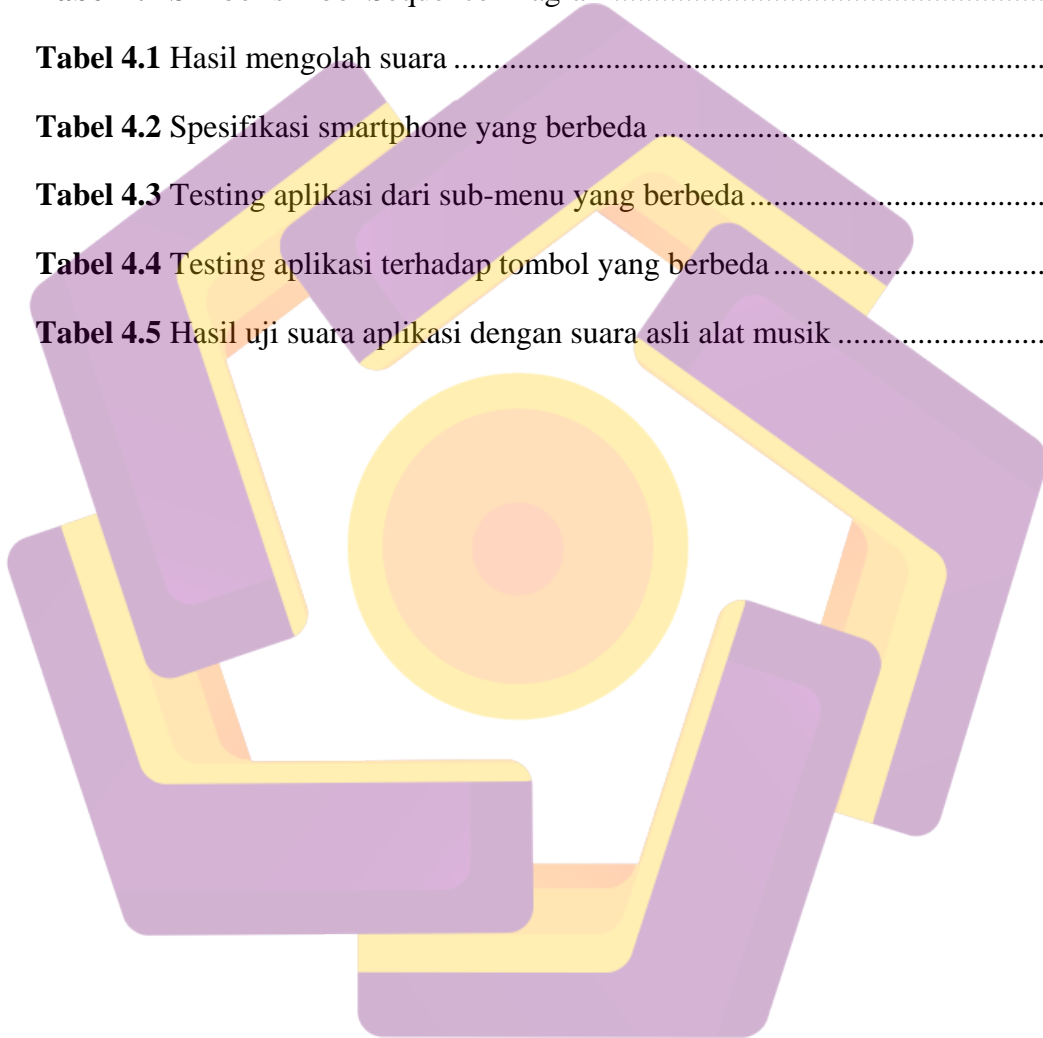 Tabel 4.1 Hasil mengolah suara ..........................................................................
Tabel 4.2 Spesifikasi smartphone yang berbeda .................................................
Tabel 4.3 Testing aplikasi dari sub-menu yang berbeda .....................................
Tabel 4.4 Testing aplikasi terhadap tombol yang berbeda ..................................
Tabel 4.5 Hasil uji suara aplikasi dengan suara asli alat musik ..........................